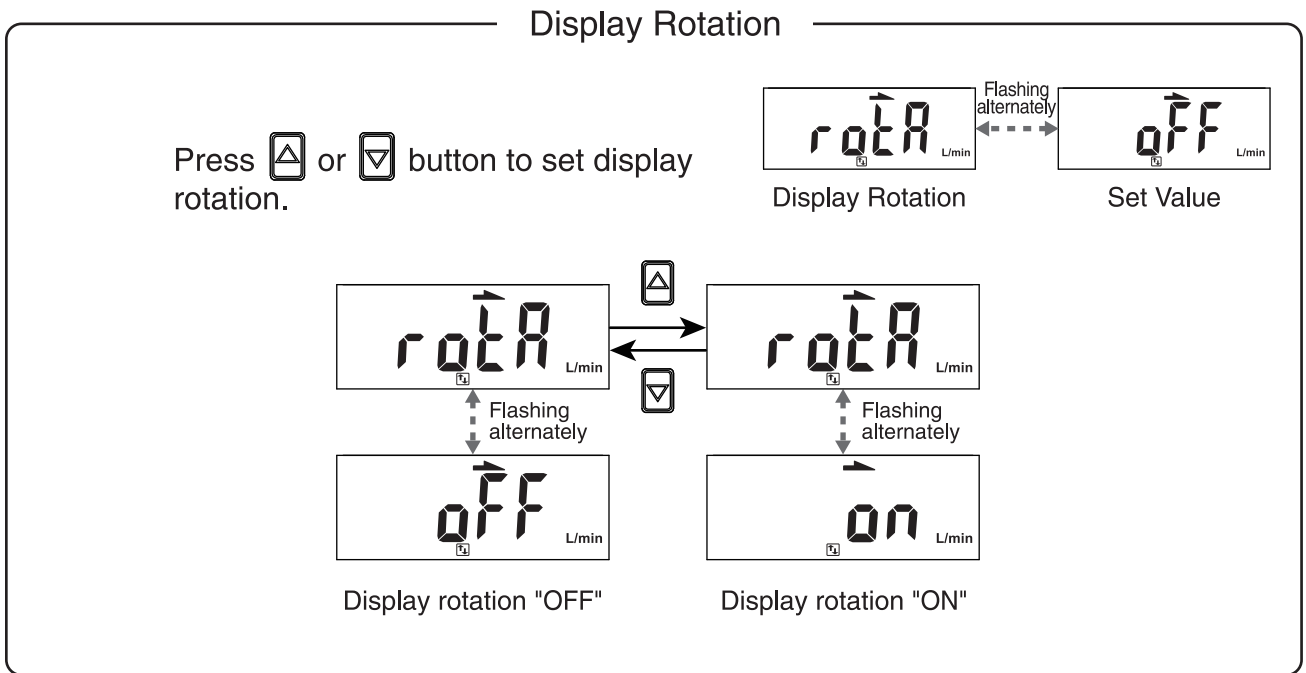 Display Rotation
Press △ or ▽ button to set display
rotation.
Flashing
alternately
rotA L/min
oFF L/min
Display Rotation
Set Value
rotA L/min
rotA L/min
Flashing
alternately
Flashing
alternately
oFF L/min
on L/min
Display rotation "OFF"
Display rotation "ON"